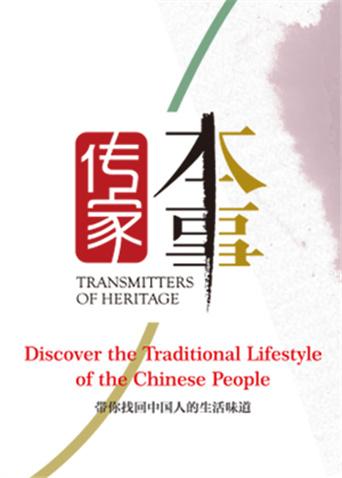 传家
本事
TRANSMITTERS
OF HERITAGE
Discover the Traditional Lifestyle
of the Chinese People
带你找回中国人的生活味道